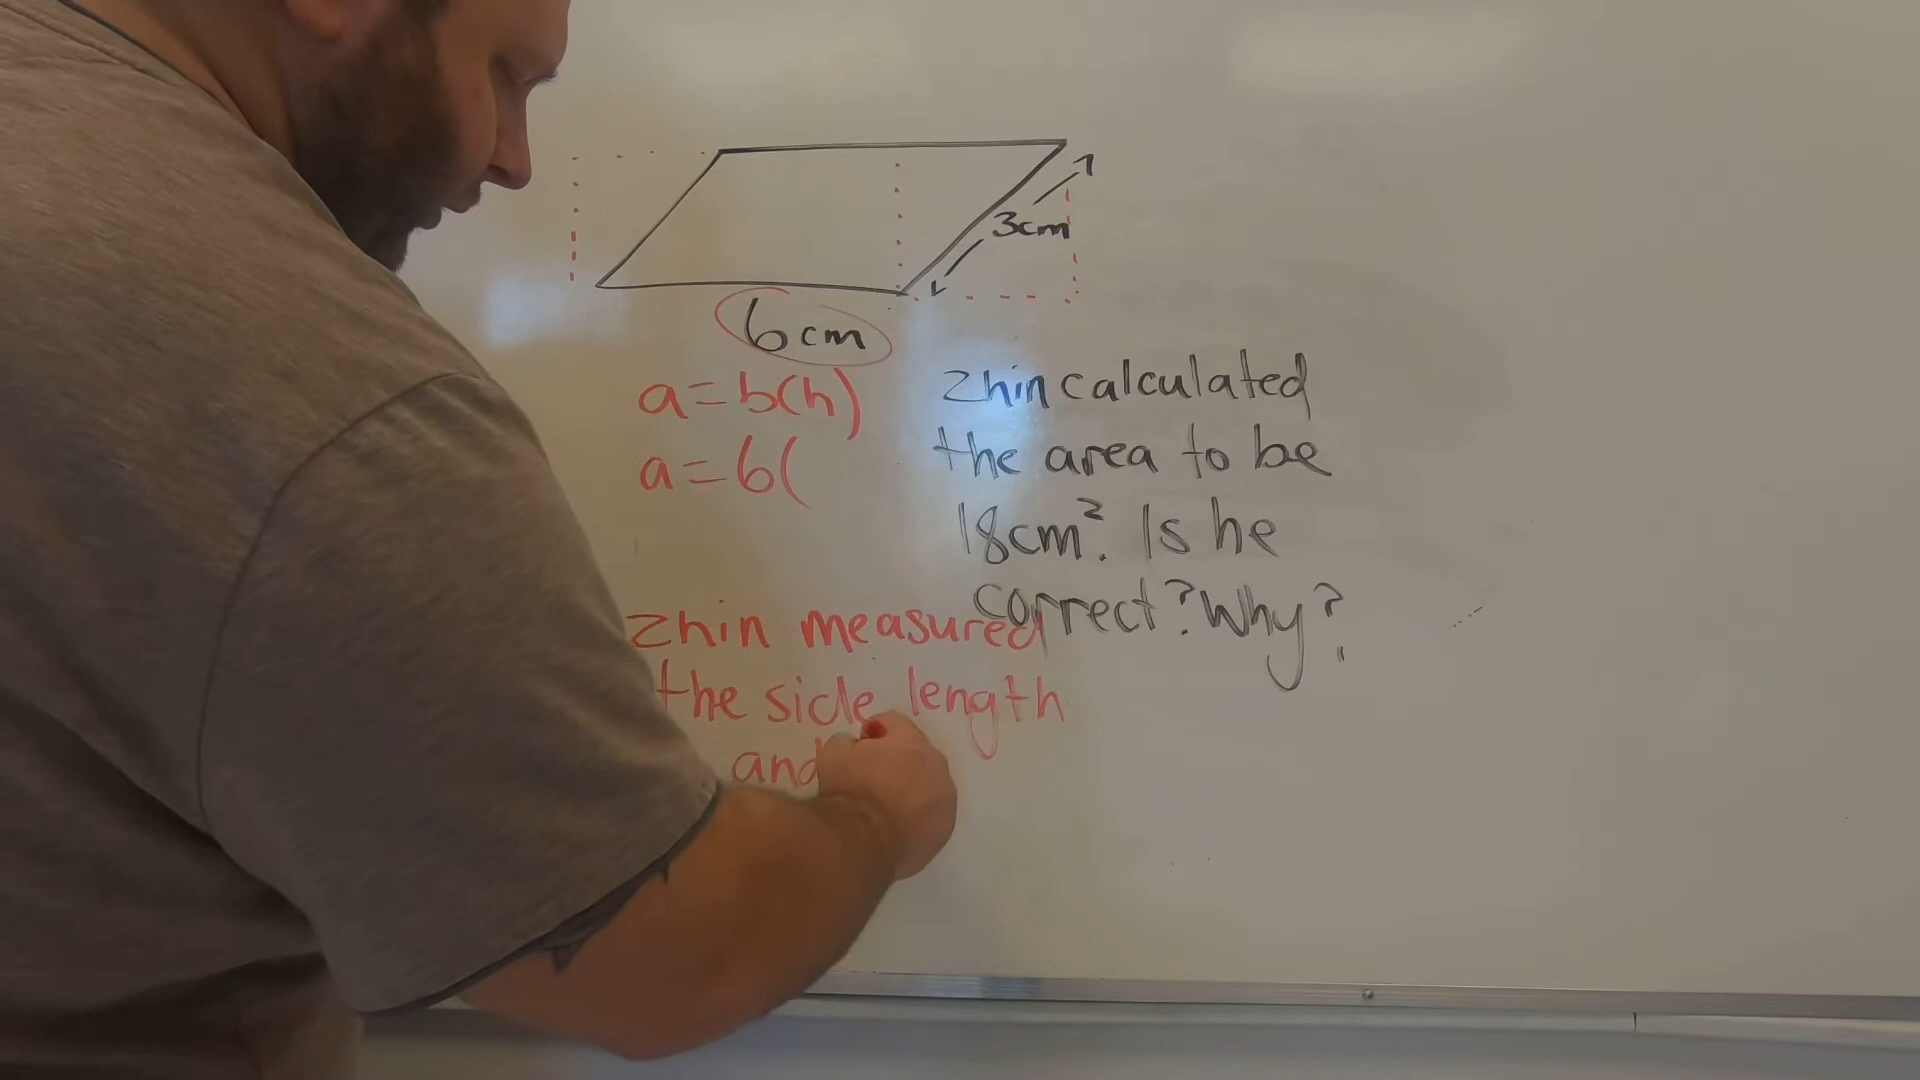 3cm
6cm
a=b(h)
a=6(
Zhin calculated
the area to be
18cm². Is he
correct? Why?
Zhin measured
the side length
and